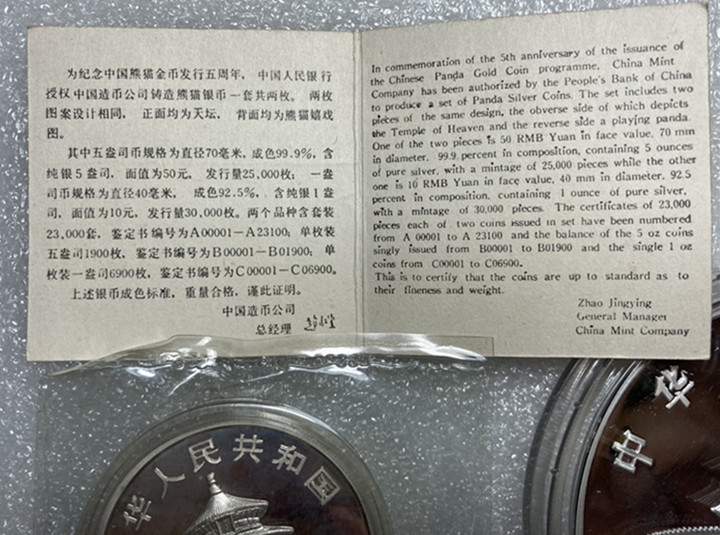 为纪念中国熊猫金币发行五周年，中国人民银行
授权中国造币公司铸造熊猫银币一套共两枚。两枚
图案设计相同，正面均为天坛，背面均为熊猫嬉戏
图。
其中五盎司币规格为直径70毫米，成色99.9%，含
纯银5盎司，面值为50元，发行量25,000枚；一盎
司币规格为直径40毫米，成色92.5%，含纯银1盎
司，面值为10元，发行量30,000枚。两个品种含套装
23,000套，鉴定书编号为A00001—A23100；单枚装
五盎司1900枚，鉴定书编号为B00001—B01900；单
枚装一盎司6900枚，鉴定书编号为C00001—C06900。
上述银币成色标准，重量合格，谨此证明。
中国造币公司
总经理
In commemoration of the 5th anniversary of the issuance of
the Chinese Panda Gold Coin programme, China Mint
Company has been authorized by the People's Bank of China
to produce a set of Panda Silver Coins. The set includes two
pieces of the same design, the obverse side of which depicts
the Temple of Heaven and the reverse side a playing panda.
One of the two pieces is 50 RMB Yuan in face value, 70 mm
in diameter, 99.9 percent in composition, containing 5 ounces
of pure silver, with a mintage of 25,000 pieces while the other
one is 10 RMB Yuan in face value, 40 mm in diameter, 92.5
percent in composition, containing 1 ounce of pure silver,
with a mintage of 30,000 pieces. The certificates of 23,000
pieces each of two coins issued in set have been numbered
from A 00001 to A 23100 and the balance of the 5 oz coins
singly issued from B00001 to B01900 and the single 1 oz
coins from C00001 to C06900.
This is to certify that the coins are up to standard as to
their fineness and weight.
Zhao Jingying
General Manager
China Mint Company
华人民共和国
中华